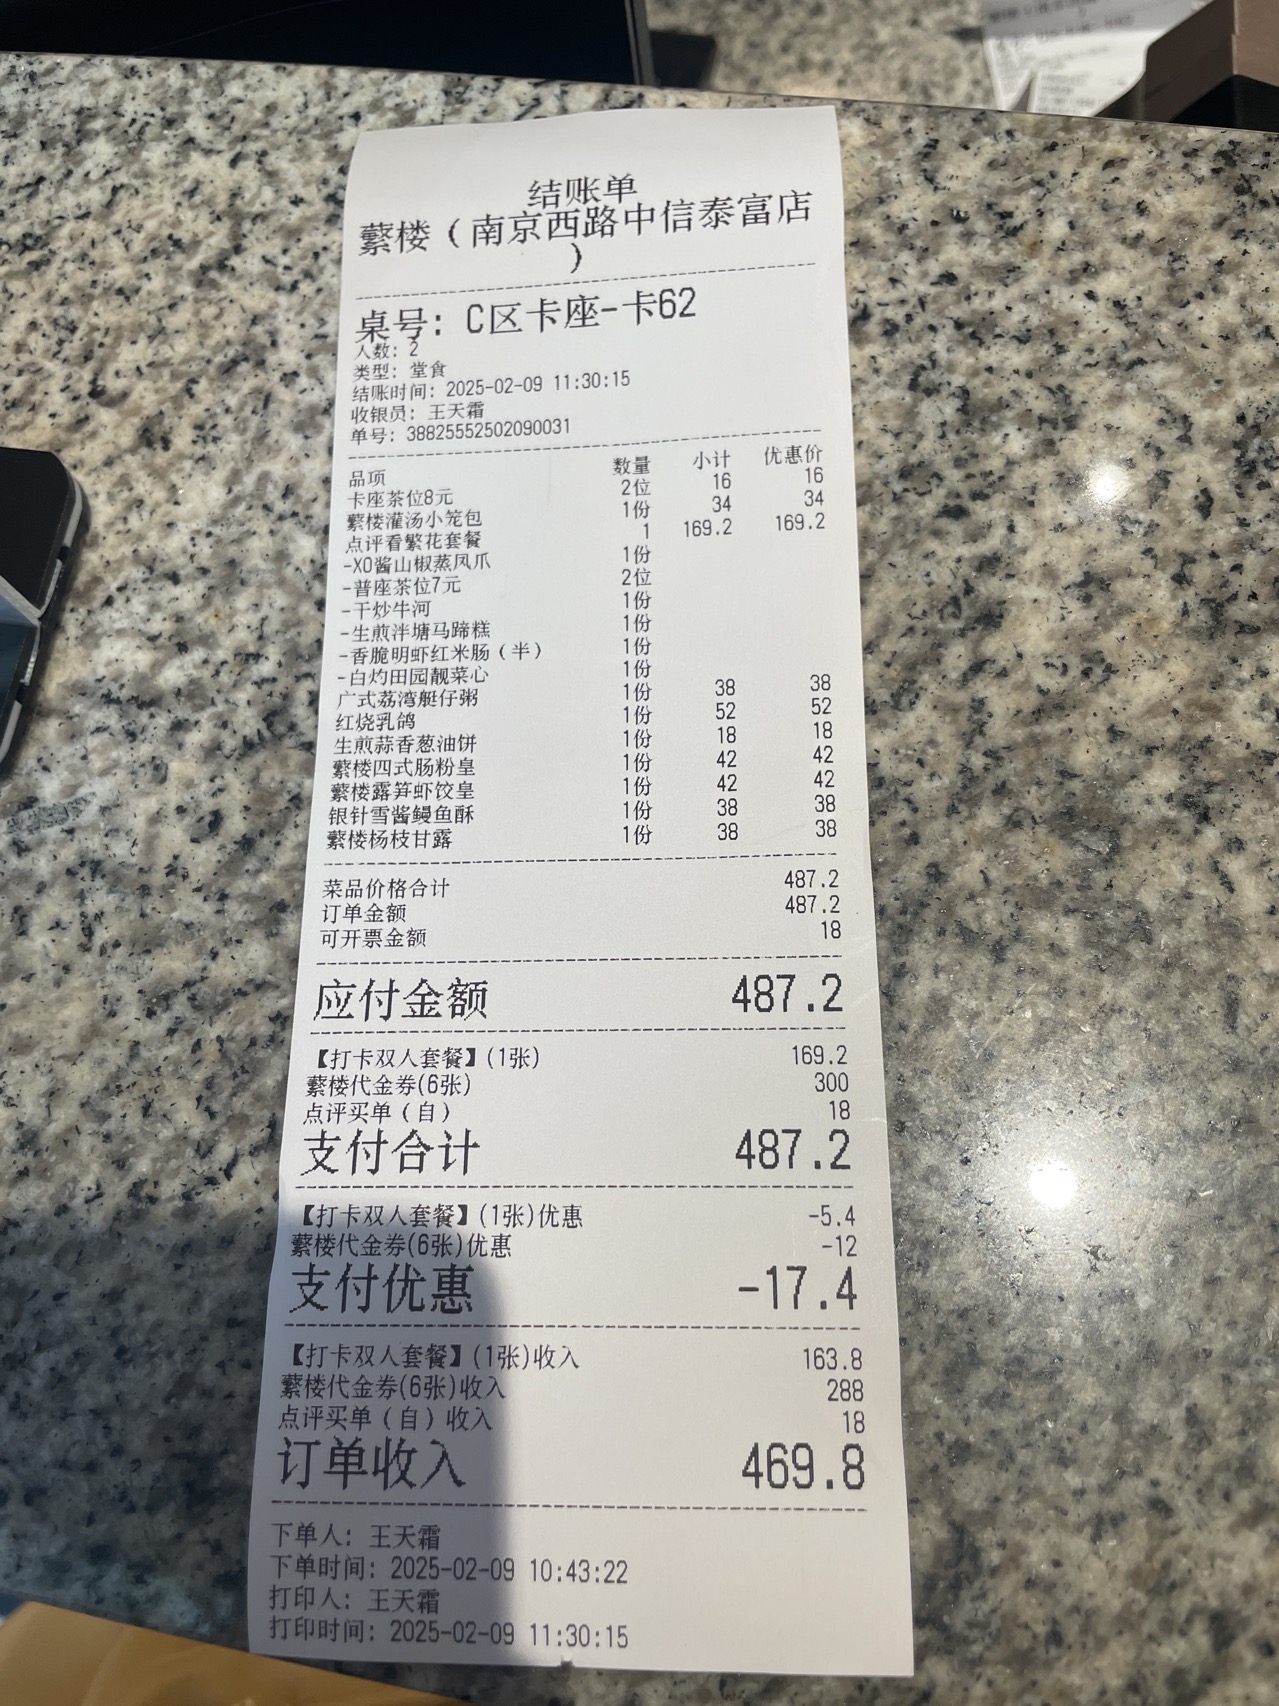 结账单
蘩楼（南京西路中信泰富店
）
桌号: C区卡座-卡62
人数: 2
类型: 堂食
结账时间: 2025-02-09 11:30:15
收银员: 王天霜
单号: 38825552502090031
品项 数量 小计 优惠价
卡座茶位8元 2位 16 16
蘩楼灌汤小笼包 1份 34 34
点评看繁花套餐 1 169.2 169.2
-XO酱山椒蒸凤爪 1份
-普座茶位7元 2位
-干炒牛河 1份
-生煎泮塘马蹄糕 1份
-香脆明虾红米肠（半） 1份
-白灼田园靓菜心 1份
广式荔湾艇仔粥 1份 38 38
红烧乳鸽 1份 52 52
生煎蒜香葱油饼 1份 18 18
蘩楼四式肠粉皇 1份 42 42
蘩楼露笋虾饺皇 1份 42 42
银针雪酱鳗鱼酥 1份 38 38
蘩楼杨枝甘露 1份 38 38
菜品价格合计 487.2
订单金额 487.2
可开票金额 18
应付金额 487.2
【打卡双人套餐】(1张) 169.2
蘩楼代金券(6张) 300
点评买单（自） 18
支付合计 487.2
【打卡双人套餐】(1张)优惠 -5.4
蘩楼代金券(6张)优惠 -12
支付优惠 -17.4
【打卡双人套餐】(1张)收入 163.8
蘩楼代金券(6张)收入 288
点评买单（自）收入 18
订单收入 469.8
下单人: 王天霜
下单时间: 2025-02-09 10:43:22
打印人: 王天霜
打印时间: 2025-02-09 11:30:15